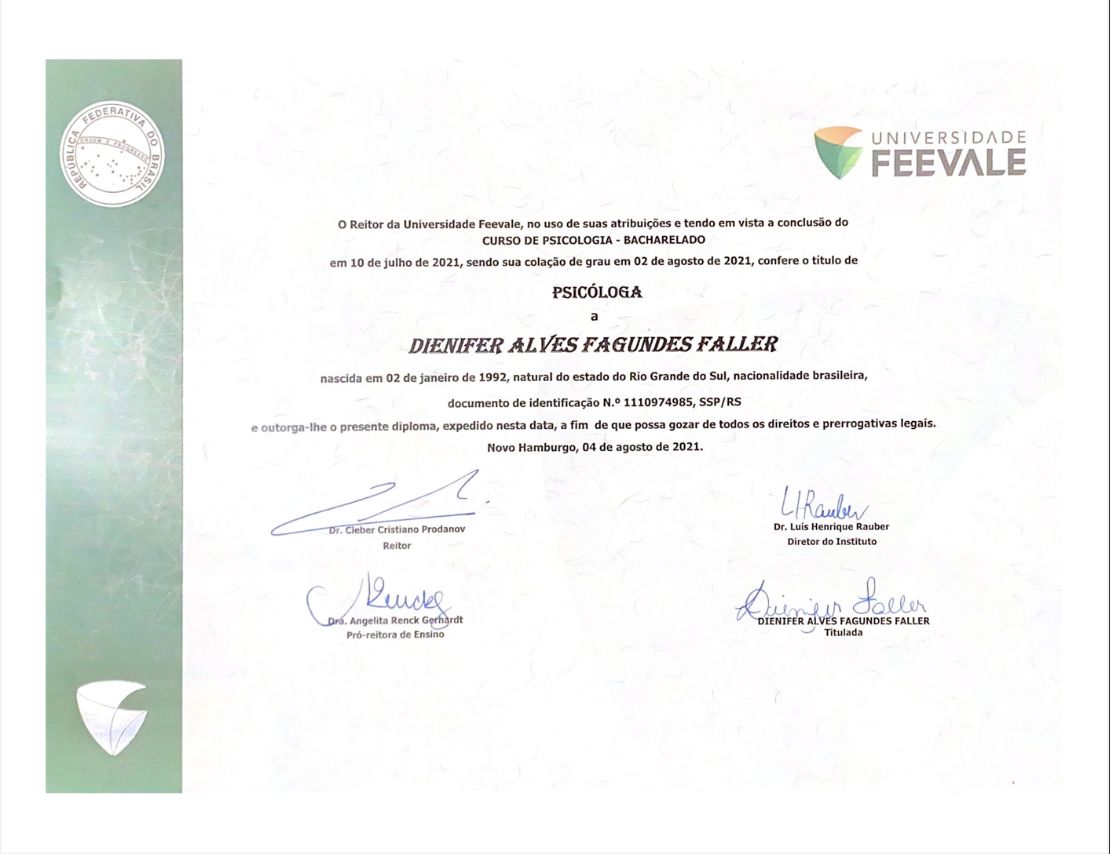 REPÚBLICA FEDERATIVA DO BRASIL
ORDEM E PROGRESSO
UNIVERSIDADE
FEEVALE
O Reitor da Universidade Feevale, no uso de suas atribuições e tendo em vista a conclusão do
CURSO DE PSICOLOGIA - BACHARELADO
em 10 de julho de 2021, sendo sua colação de grau em 02 de agosto de 2021, confere o título de
PSICÓLOGA
a
DIENIFER ALVES FAGUNDES FALLER
nascida em 02 de janeiro de 1992, natural do estado do Rio Grande do Sul, nacionalidade brasileira,
documento de identificação N.º 1110974985, SSP/RS
e outorga-lhe o presente diploma, expedido nesta data, a fim de que possa gozar de todos os direitos e prerrogativas legais.
Novo Hamburgo, 04 de agosto de 2021.
Dr. Cleber Cristiano Prodanov
Reitor
LHRauber
Dr. Luís Henrique Rauber
Diretor do Instituto
Renck
Dra. Angelita Renck Gerhardt
Pró-reitora de Ensino
Dienifer Faller
DIENIFER ALVES FAGUNDES FALLER
Titulada